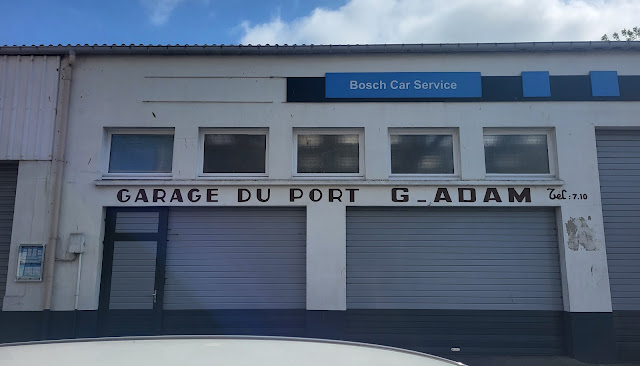 Bosch Car Service
GARAGE DU PORT G_ADAM Tel : 7.10